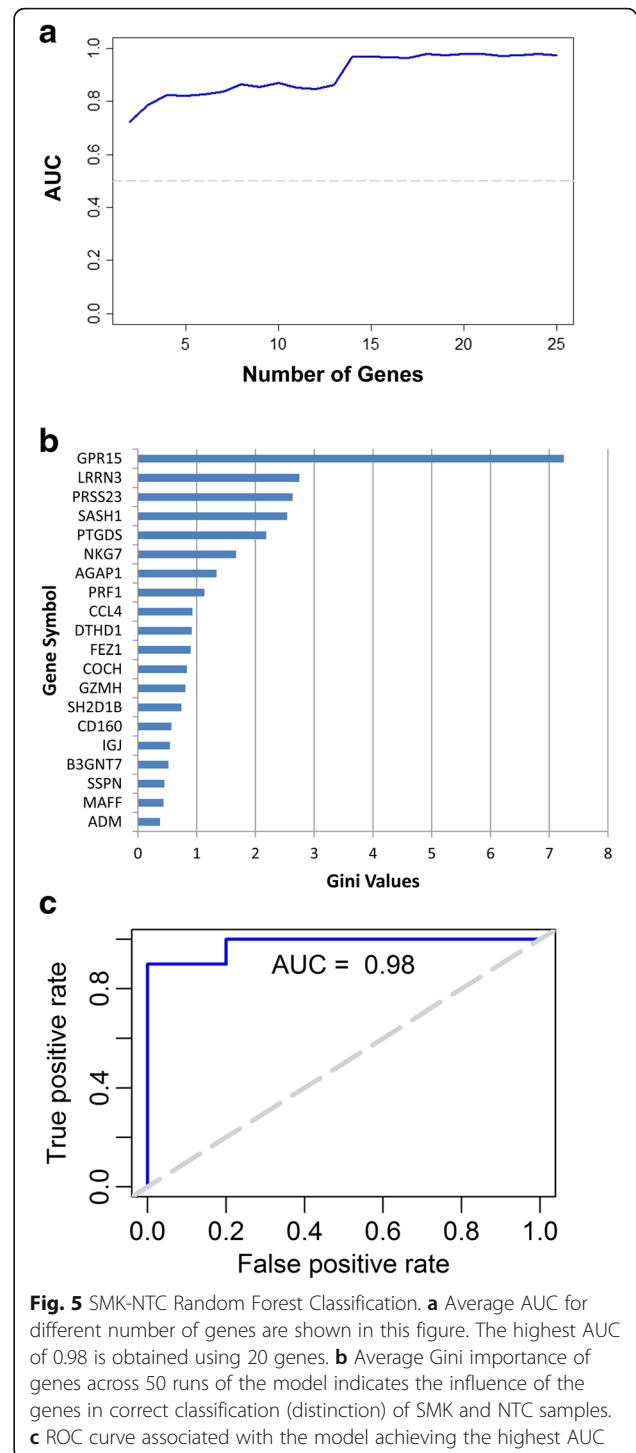 a
1.0
0.8
0.6
0.4
0.2
0.0
AUC
5 10 15 20 25
Number of Genes
b
GPR15
LRRN3
PRSS23
SASH1
PTGDS
NKG7
AGAP1
PRF1
CCL4
DTHD1
FEZ1
COCH
GZMH
SH2D1B
CD160
IGJ
B3GNT7
SSPN
MAFF
ADM
Gene Symbol
0 1 2 3 4 5 6 7 8
Gini Values
c
AUC = 0.98
0.8
0.4
0.0
True positive rate
0.0 0.2 0.4 0.6 0.8 1.0
False positive rate
Fig. 5 SMK-NTC Random Forest Classification. a Average AUC for
different number of genes are shown in this figure. The highest AUC
of 0.98 is obtained using 20 genes. b Average Gini importance of
genes across 50 runs of the model indicates the influence of the
genes in correct classification (distinction) of SMK and NTC samples.
c ROC curve associated with the model achieving the highest AUC